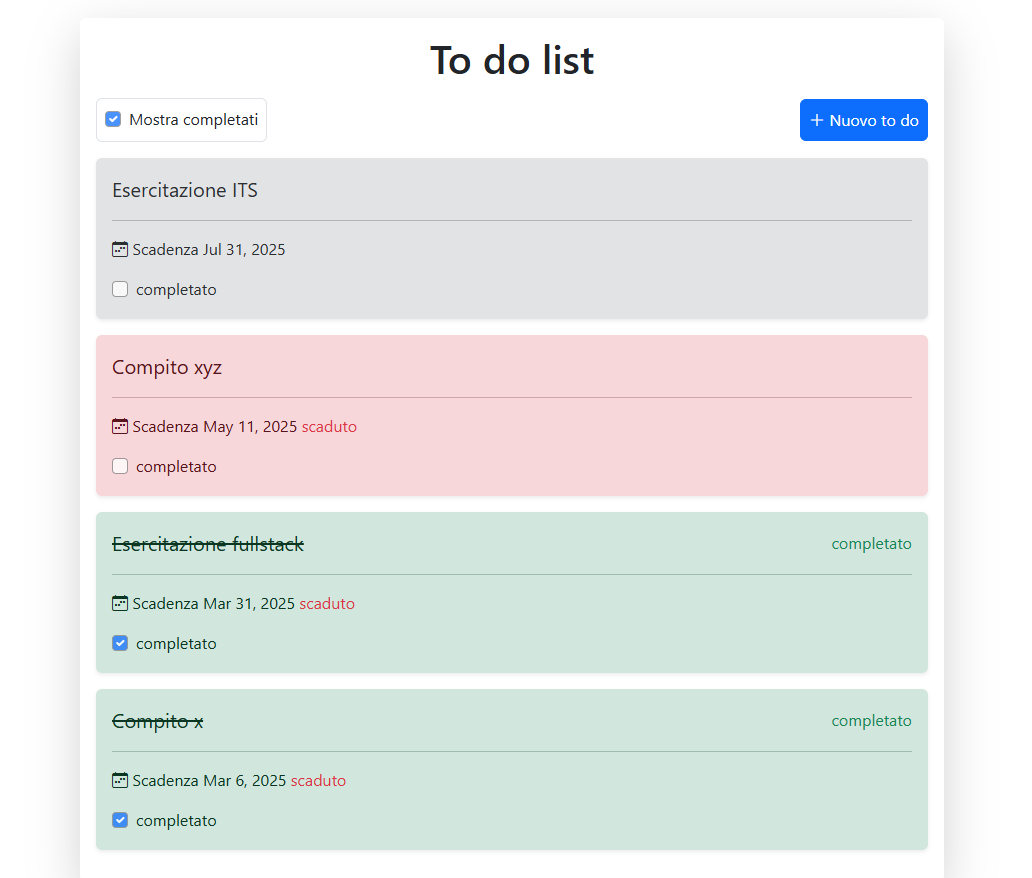 To do list
Mostra completati
+ Nuovo to do
Esercitazione ITS
Scadenza Jul 31, 2025
completato
Compito xyz
Scadenza May 11, 2025 scaduto
completato
Esercitazione fullstack completato
Scadenza Mar 31, 2025 scaduto
completato
Compito x completato
Scadenza Mar 6, 2025 scaduto
completato